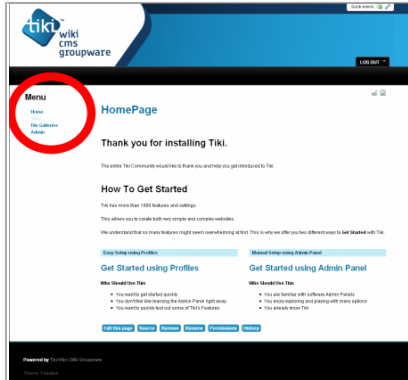 Quick Admin
tiki
wiki
cms
groupware
LOG OUT
Menu
Home
File Galleries
Admin
HomePage
Thank you for installing Tiki.
The entire Tiki Community would like to thank you and help you get introduced to Tiki.
How To Get Started
Tiki has more than 1000 features and settings.
This allows you to create both very simple and complex websites.
We understand that so many features might seem overwhelming at first. This is why we offer you two different ways to Get Started with Tiki.
Easy Setup using Profiles
Get Started using Profiles
Who Should Use This
You want to get started quickly
You don't feel like learning the Admin Panel right away
You want to quickly test out some of Tiki's Features
Manual Setup using Admin Panel
Get Started using Admin Panel
Who Should Use This
You are familiar with software Admin Panels
You enjoy exploring and playing with many options
You already know Tiki
Edit this page Source Remove Rename Permissions History
Powered by Tiki Wiki CMS Groupware